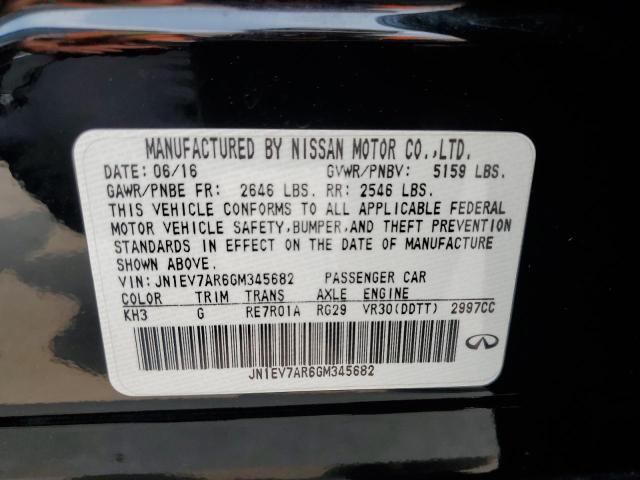 MANUFACTURED BY NISSAN MOTOR CO.,LTD.
DATE: 06/16 GVWR/PNBV: 5159 LBS.
GAWR/PNBE FR: 2646 LBS. RR: 2546 LBS.
THIS VEHICLE CONFORMS TO ALL APPLICABLE FEDERAL
MOTOR VEHICLE SAFETY,BUMPER,AND THEFT PREVENTION
STANDARDS IN EFFECT ON THE DATE OF MANUFACTURE
SHOWN ABOVE.
VIN: JN1EV7AR6GM345682 PASSENGER CAR
COLOR TRIM TRANS AXLE ENGINE
KH3 G RE7R01A RG29 VR30(DDTT) 2997CC
JN1EV7AR6GM345682